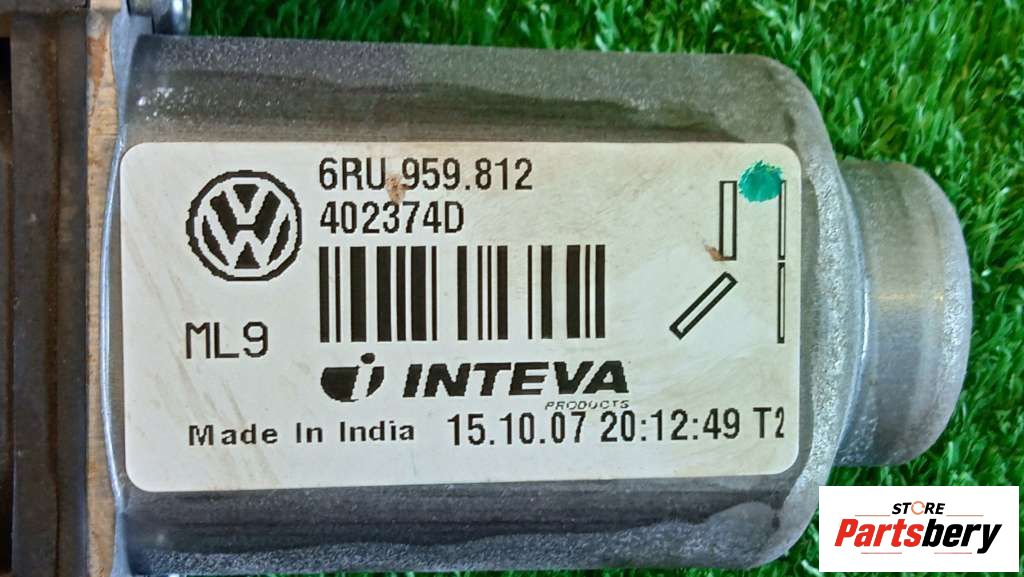 6RU 959.812
402374D
ML9
INTEVA
PRODUCTS
Made In India 15.10.07 20:12:49 T2
STORE
Partsbery